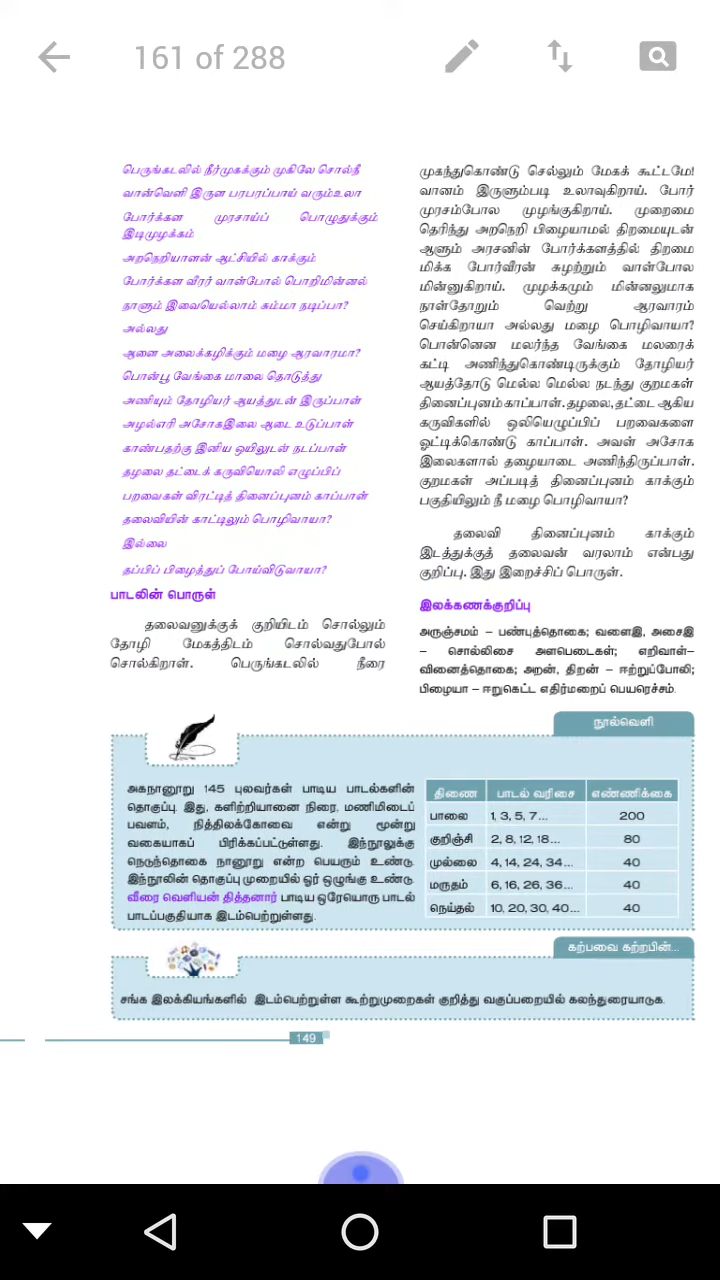 161 of 288
பெருங்கடலில் நீர்முகக்கும் முகிலே சொல்நீ
வான்வெளி இருள பரபரப்பாய் வரும்உலா
போர்க்கள முரசாய்ப் பொழுதுக்கும்
இடிமுழக்கம்
அறநெறியாளன் ஆட்சியில் காக்கும்
போர்க்கள வீரர் வாள்போல் பொறிமின்னல்
நாளும் இவையெல்லாம் சும்மா நடிப்பா?
அல்லது
ஆளை அலைக்கழிக்கும் மழை ஆரவாரமா?
பொன்பூ வேங்கை மாலை தொடுத்து
அணியும் தோழியர் ஆயத்துடன் இருப்பாள்
அழல்எரி அசோகஇலை ஆடை உடுப்பாள்
காண்பதற்கு இனிய ஒயிலுடன் நடப்பாள்
தழலை தட்டைக் கருவியொலி எழுப்பிப்
பறவைகள் விரட்டித் தினைப்புனம் காப்பாள்
தலைவியின் காட்டிலும் பொழிவாயா?
இல்லை
தப்பிப் பிழைத்துப் போய்விடுவாயா?
பாடலின் பொருள்
தலைவனுக்குக் குறியிடம் சொல்லும்
தோழி மேகத்திடம் சொல்வதுபோல்
சொல்கிறாள். பெருங்கடலில் நீரை
முகந்துகொண்டு செல்லும் மேகக் கூட்டமே!
வானம் இருளும்படி உலாவுகிறாய். போர்
முரசம்போல முழங்குகிறாய். முறைமை
தெரிந்து அறநெறி பிழையாமல் திறமையுடன்
ஆளும் அரசனின் போர்க்களத்தில் திறமை
மிக்க போர்வீரன் சுழற்றும் வாள்போல
மின்னுகிறாய். முழக்கமும் மின்னலுமாக
நாள்தோறும் வெற்று ஆரவாரம்
செய்கிறாயா அல்லது மழை பொழிவாயா?
பொன்னென மலர்ந்த வேங்கை மலரைக்
கட்டி அணிந்துகொண்டிருக்கும் தோழியர்
ஆயத்தோடு மெல்ல மெல்ல நடந்து குறமகள்
தினைப்புனம் காப்பாள். தழலை, தட்டை ஆகிய
கருவிகளில் ஒலியெழுப்பிப் பறவைகளை
ஓட்டிக்கொண்டு காப்பாள். அவள் அசோக
இலைகளால் தழையாடை அணிந்திருப்பாள்.
குறமகள் அப்படித் தினைப்புனம் காக்கும்
பகுதியிலும் நீ மழை பொழிவாயா?
தலைவி தினைப்புனம் காக்கும்
இடத்துக்குத் தலைவன் வரலாம் என்பது
குறிப்பு. இது இறைச்சிப் பொருள்.
இலக்கணக்குறிப்பு
அருஞ்சமம் – பண்புத்தொகை; வளைஇ, அசைஇ
– சொல்லிசை அளபெடைகள்; எறிவாள்–
வினைத்தொகை; அறன், திறன் – ஈற்றுப்போலி;
பிழையா – ஈறுகெட்ட எதிர்மறைப் பெயரெச்சம்.
நூல்வெளி
அகநானூறு 145 புலவர்கள் பாடிய பாடல்களின்
தொகுப்பு. இது, களிற்றியானை நிரை, மணிமிடைப்
பவளம், நித்திலக்கோவை என்று மூன்று
வகையாகப் பிரிக்கப்பட்டுள்ளது. இந்நூலுக்கு
நெடுந்தொகை நானூறு என்ற பெயரும் உண்டு.
இந்நூலின் தொகுப்பு முறையில் ஓர் ஒழுங்கு உண்டு.
வீரை வெளியன் தித்தனார் பாடிய ஒரேயொரு பாடல்
பாடப்பகுதியாக இடம்பெற்றுள்ளது.
திணை பாடல் வரிசை எண்ணிக்கை
பாலை 1, 3, 5, 7... 200
குறிஞ்சி 2, 8, 12, 18... 80
முல்லை 4, 14, 24, 34... 40
மருதம் 6, 16, 26, 36... 40
நெய்தல் 10, 20, 30, 40... 40
கற்பவை கற்றபின்...
சங்க இலக்கியங்களில் இடம்பெற்றுள்ள கூற்றுமுறைகள் குறித்து வகுப்பறையில் கலந்துரையாடுக.
149